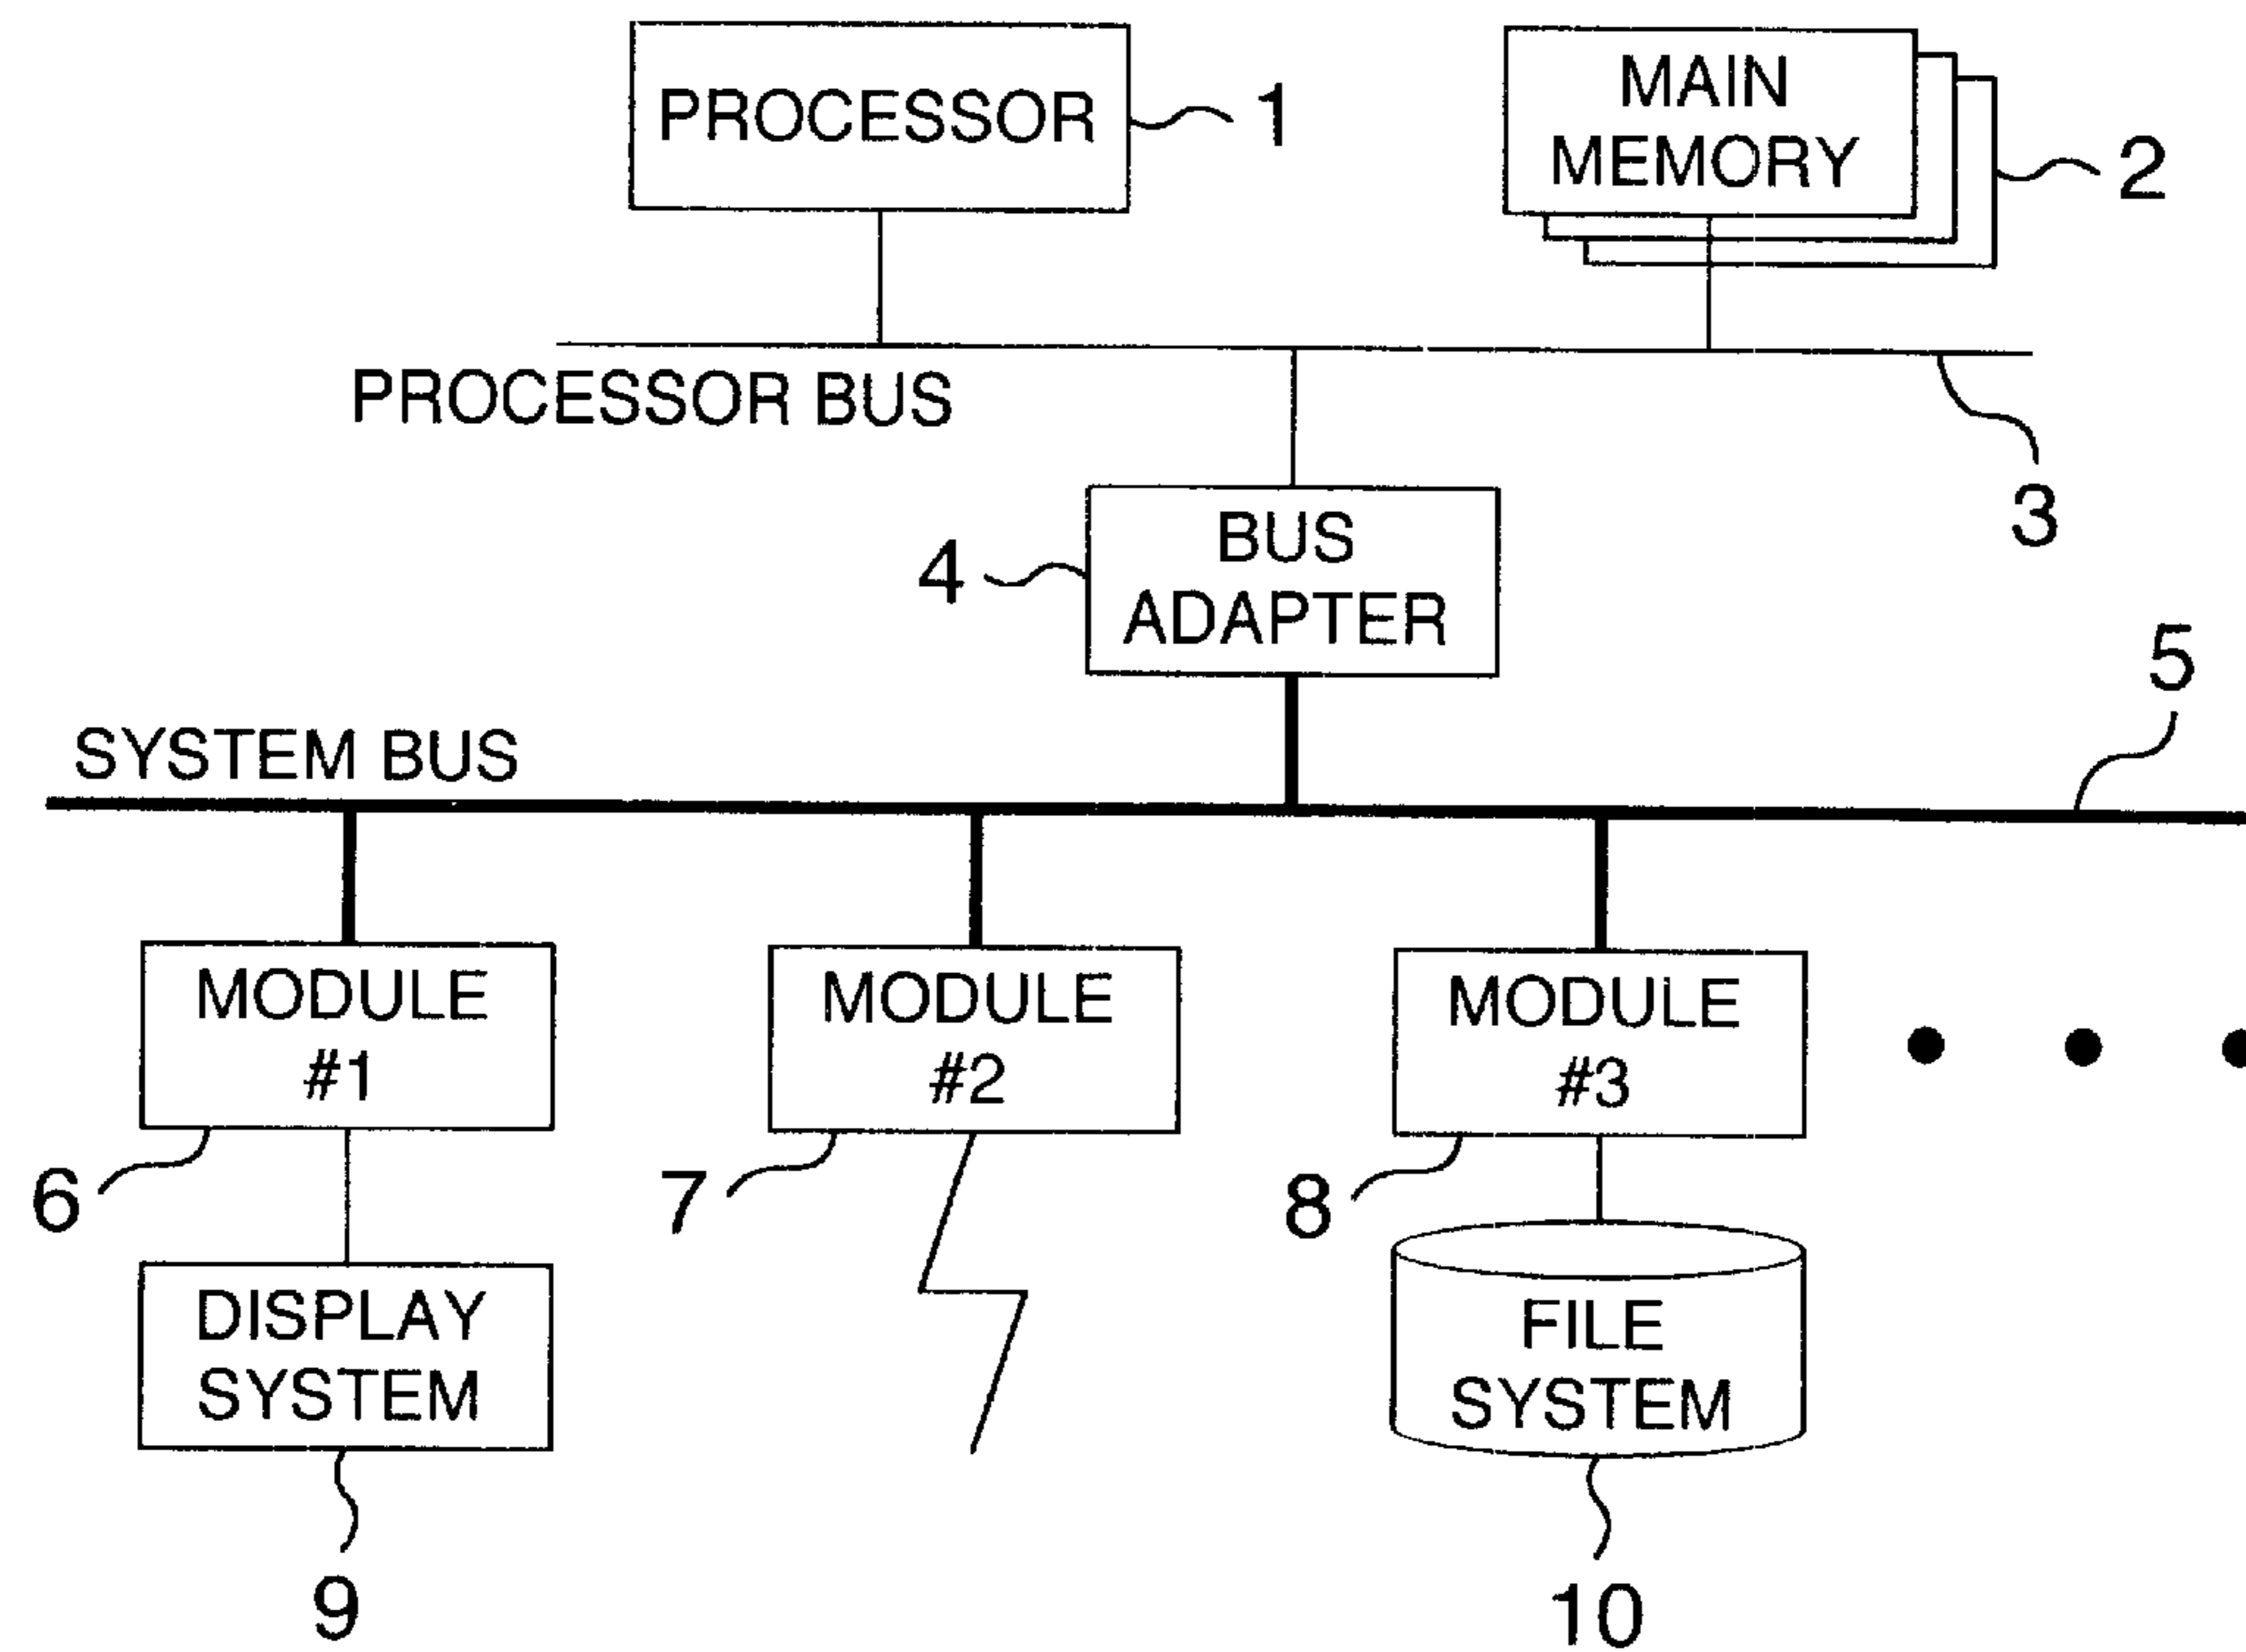 PROCESSOR
1
MAIN
MEMORY
2
PROCESSOR BUS
3
BUS
ADAPTER
4
5
SYSTEM BUS
MODULE
#1
6
MODULE
#2
7
MODULE
#3
8
DISPLAY
SYSTEM
9
FILE
SYSTEM
10